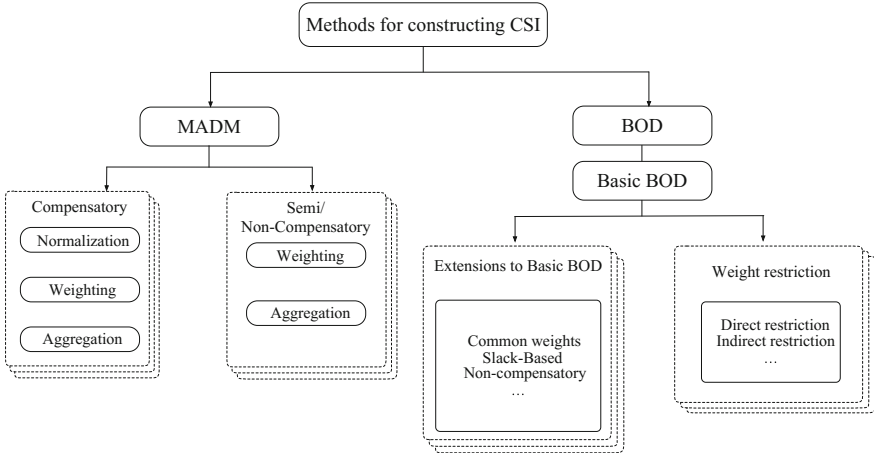 Methods for constructing CSI
MADM
BOD
Basic BOD
Compensatory
Normalization
Weighting
Aggregation
Semi/
Non-Compensatory
Weighting
Aggregation
Extensions to Basic BOD
Common weights
Slack-Based
Non-compensatory
…
Weight restriction
Direct restriction
Indirect restriction
…